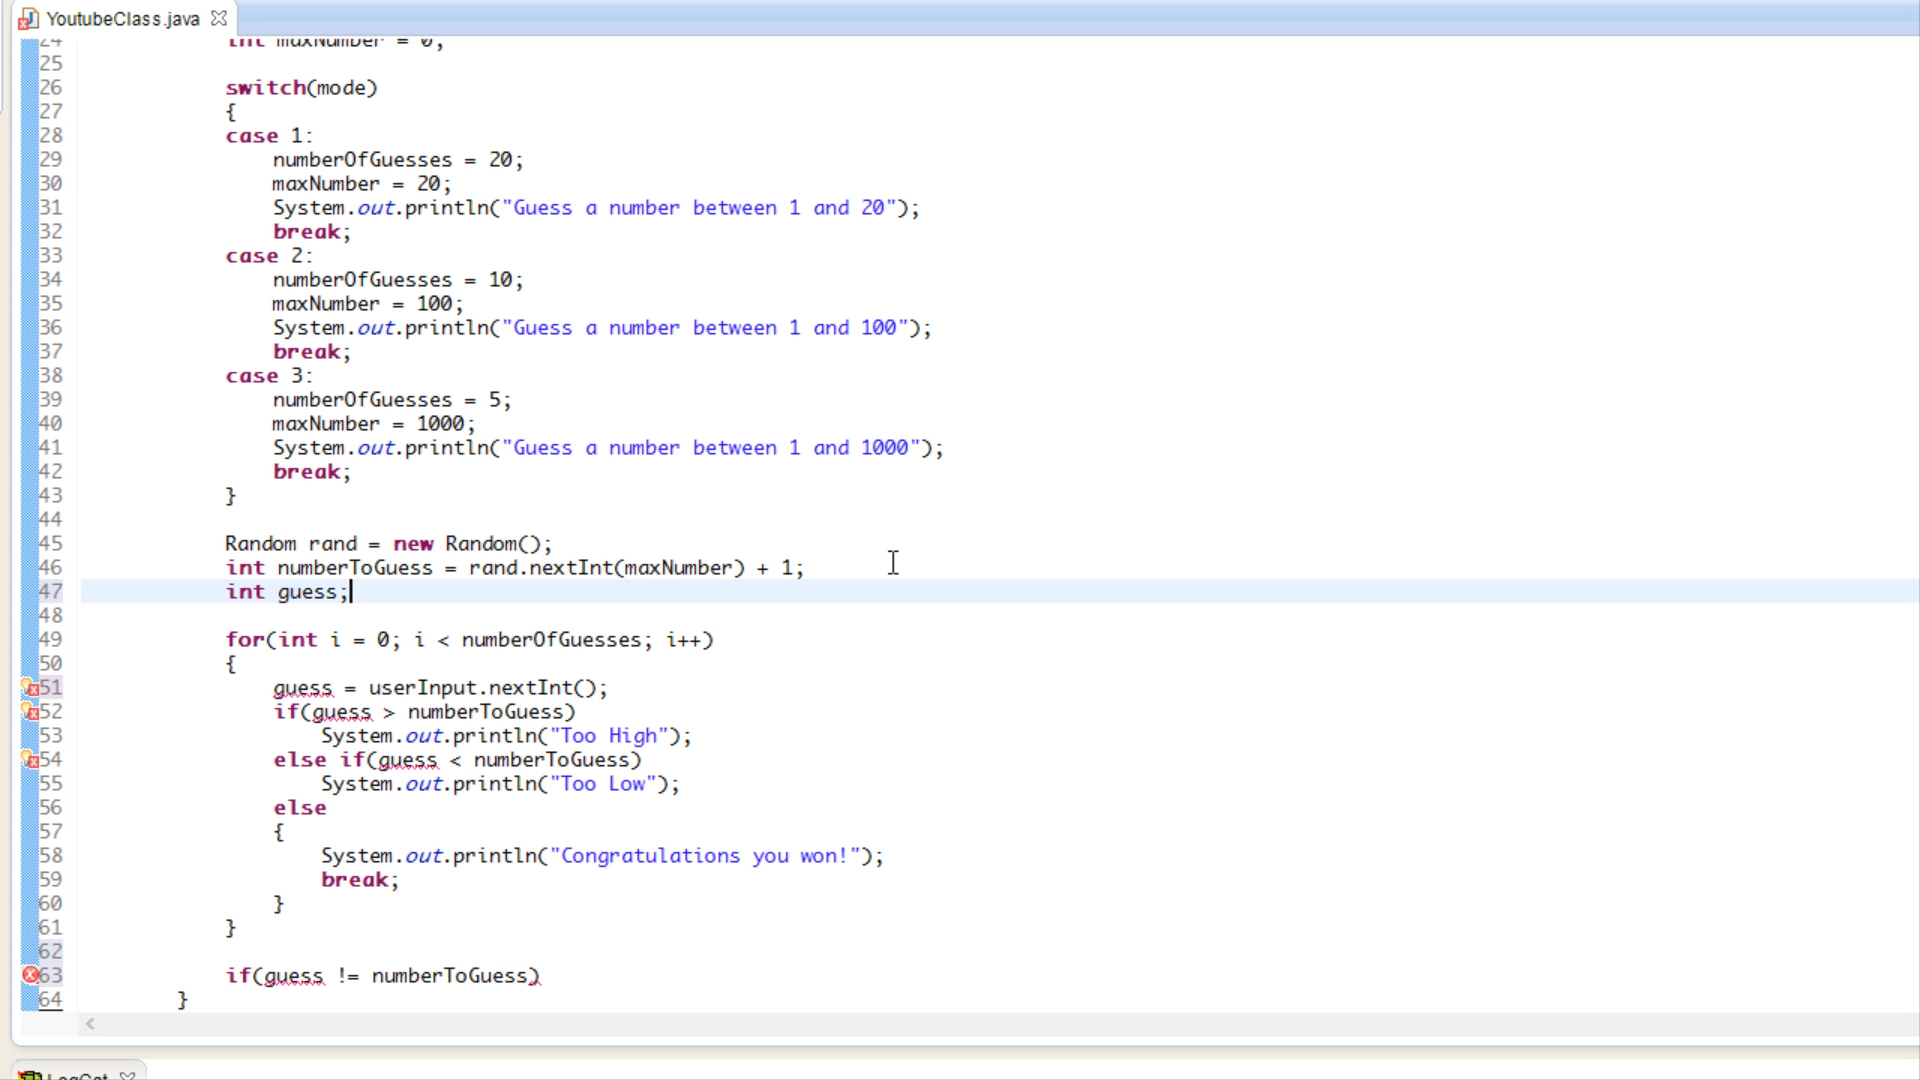 YoutubeClass.java
24 int maxNumber = 0;
25
26 switch(mode)
27 {
28 case 1:
29 numberOfGuesses = 20;
30 maxNumber = 20;
31 System.out.println("Guess a number between 1 and 20");
32 break;
33 case 2:
34 numberOfGuesses = 10;
35 maxNumber = 100;
36 System.out.println("Guess a number between 1 and 100");
37 break;
38 case 3:
39 numberOfGuesses = 5;
40 maxNumber = 1000;
41 System.out.println("Guess a number between 1 and 1000");
42 break;
43 }
44
45 Random rand = new Random();
46 int numberToGuess = rand.nextInt(maxNumber) + 1;
47 int guess;
48
49 for(int i = 0; i < numberOfGuesses; i++)
50 {
51 guess = userInput.nextInt();
52 if(guess > numberToGuess)
53 System.out.println("Too High");
54 else if(guess < numberToGuess)
55 System.out.println("Too Low");
56 else
57 {
58 System.out.println("Congratulations you won!");
59 break;
60 }
61 }
62
63 if(guess != numberToGuess)
64 }
LogCat